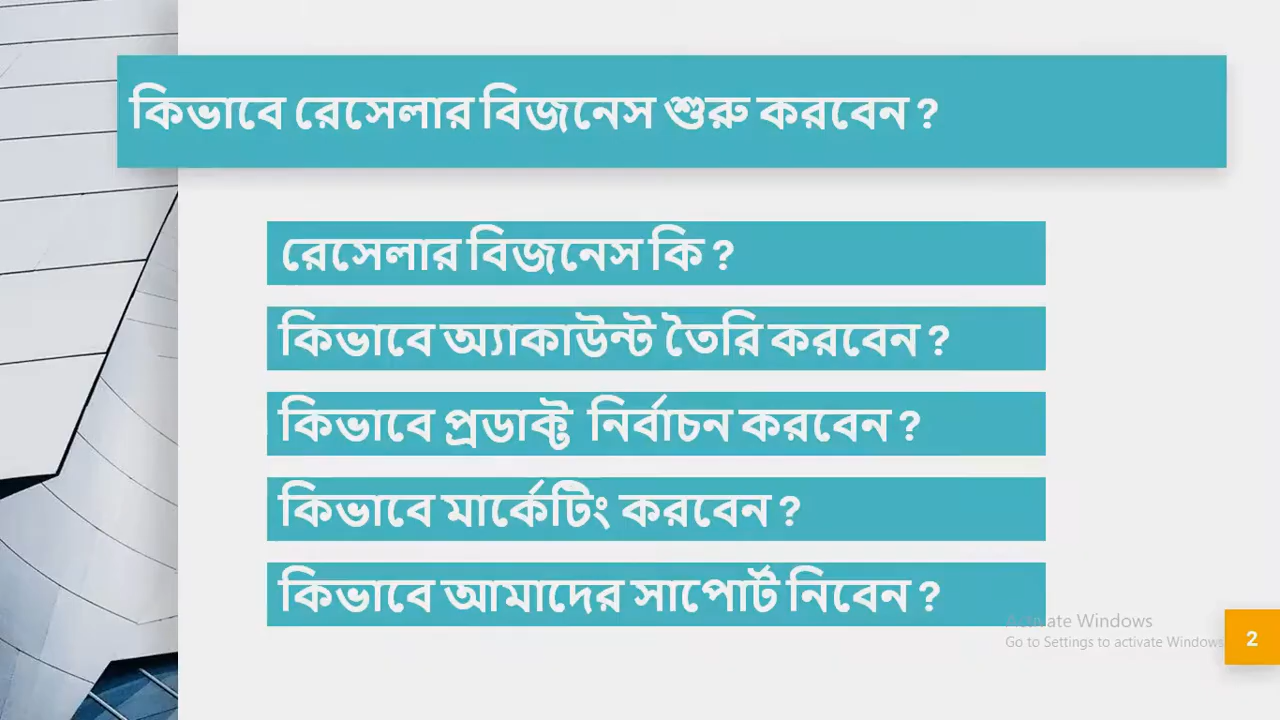 কিভাবে রেসেলার বিজনেস শুরু করবেন ?
রেসেলার বিজনেস কি ?
কিভাবে অ্যাকাউন্ট তৈরি করবেন ?
কিভাবে প্রডাক্ট নির্বাচন করবেন ?
কিভাবে মার্কেটিং করবেন ?
কিভাবে আমাদের সাপোর্ট নিবেন ?
Activate Windows
Go to Settings to activate Windows
2